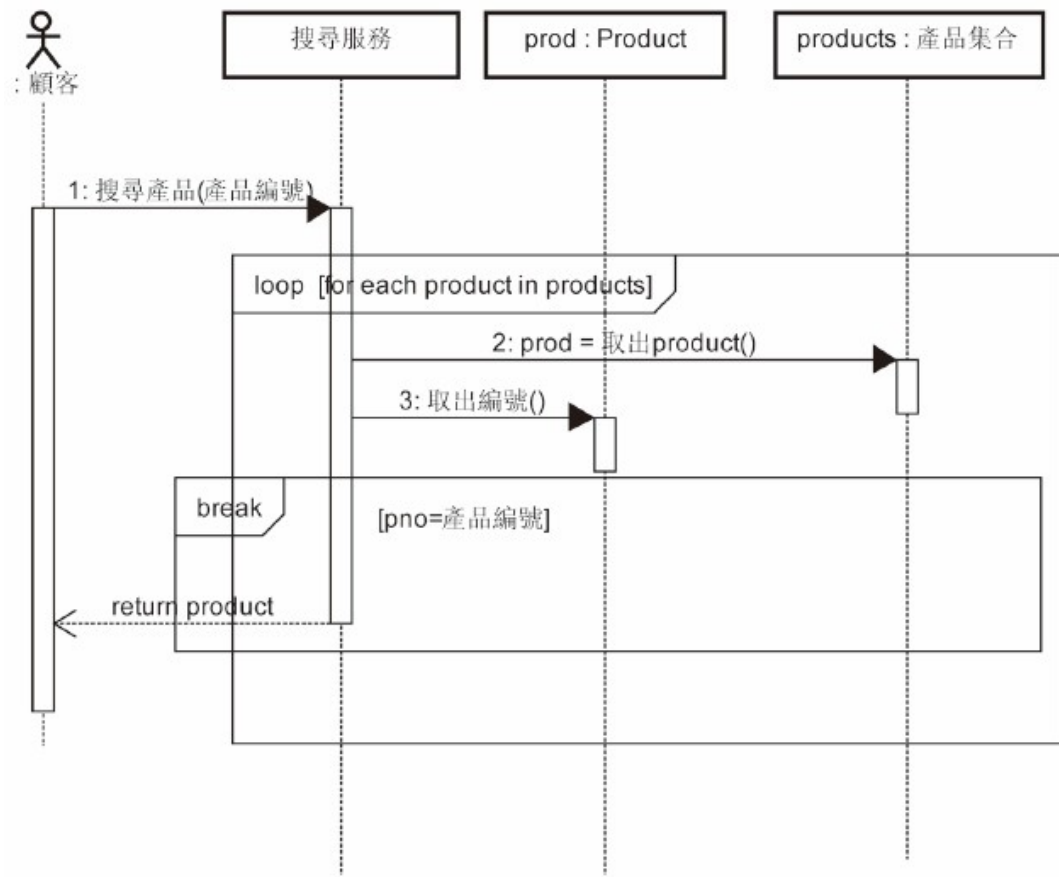 搜尋服務
prod : Product
products : 產品集合
: 顧客
1: 搜尋產品(產品編號)
loop [for each product in products]
2: prod = 取出product()
3: 取出編號()
break
[pno=產品編號]
return product